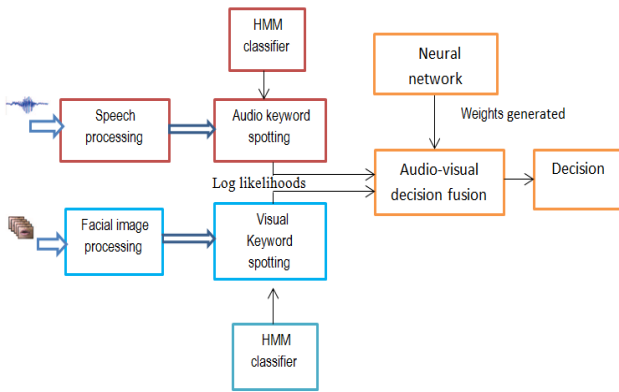 HMM
classifier
Neural
network
Weights generated
Speech
processing
Audio keyword
spotting
Log likelihoods
Audio-visual
decision fusion
Decision
Facial image
processing
Visual
Keyword
spotting
HMM
classifier